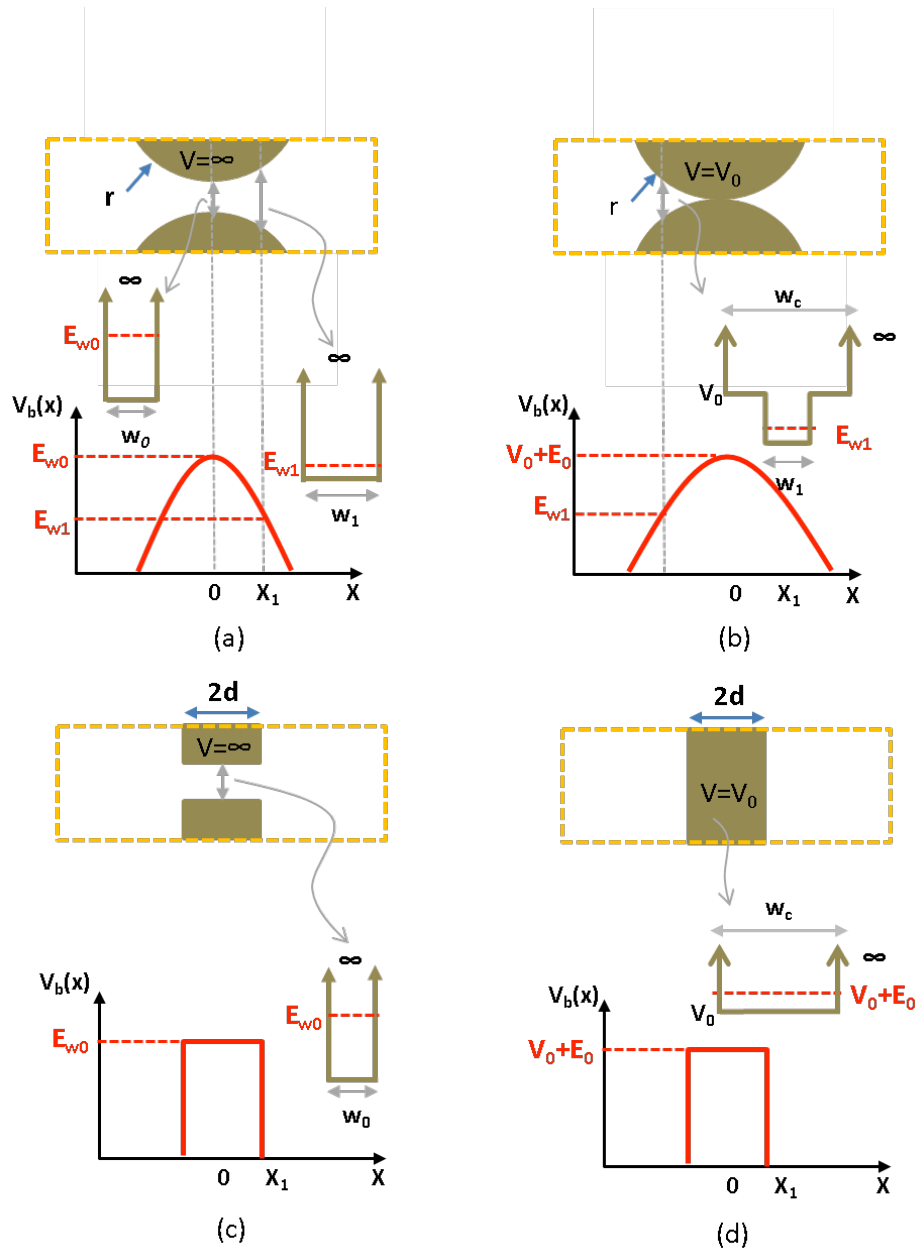 V=∞
r
∞
E_w0
w_0
V_b(x)
E_w0
E_w1
0
X_1
X
∞
E_w1
w_1
(a)
V=V_0
r
w_c
∞
V_0
E_w1
w_1
V_b(x)
V_0+E_0
E_w1
0
X_1
X
(b)
2d
V=∞
∞
E_w0
w_0
V_b(x)
E_w0
0
X_1
X
(c)
2d
V=V_0
w_c
∞
V_0
V_0+E_0
V_b(x)
V_0+E_0
0
X_1
X
(d)